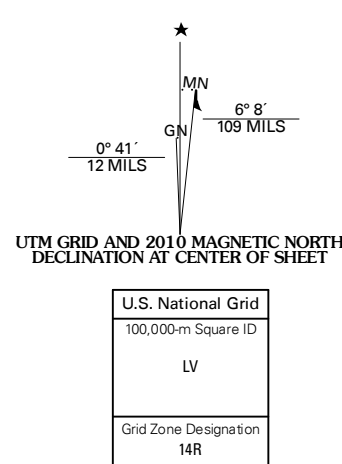 MN
6° 8´
109 MILS
GN
0° 41´
12 MILS
UTM GRID AND 2010 MAGNETIC NORTH
DECLINATION AT CENTER OF SHEET
U.S. National Grid
100,000-m Square ID
LV
Grid Zone Designation
14R